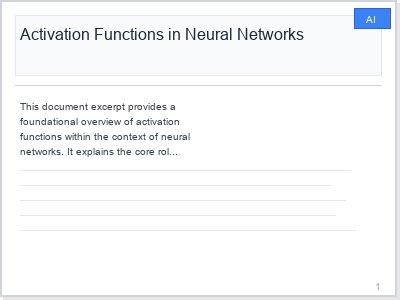 AI
Activation Functions in Neural Networks
This document excerpt provides a
foundational overview of activation
functions within the context of neural
networks. It explains the core rol...
1